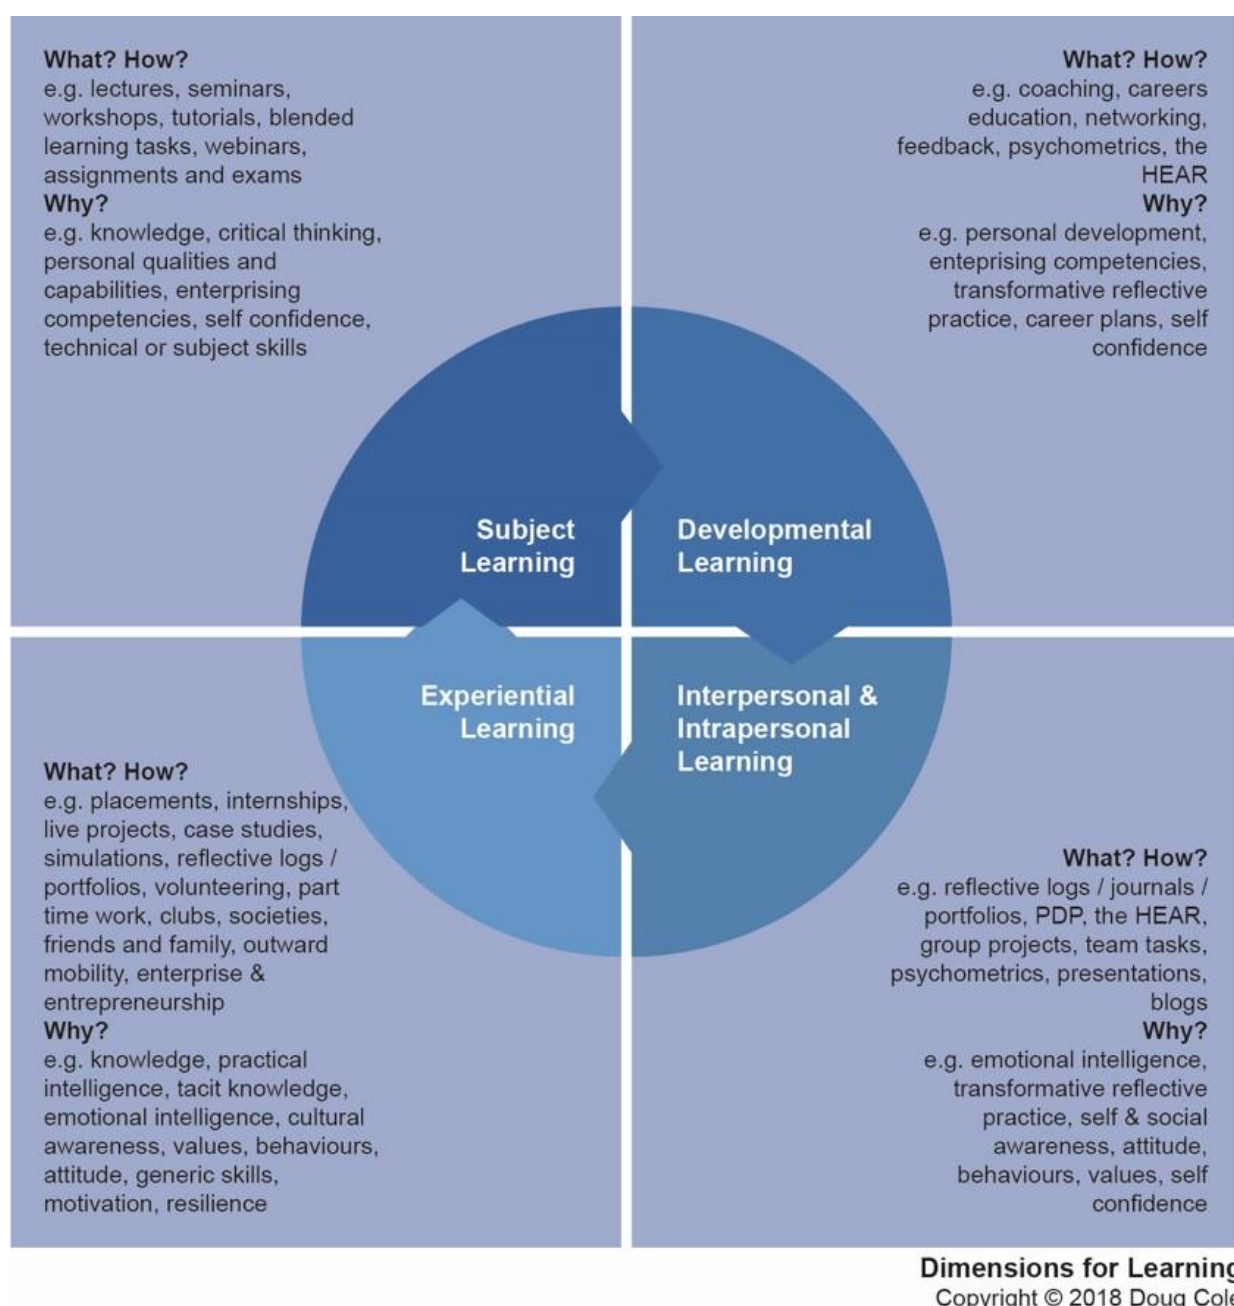 What? How?
e.g. lectures, seminars,
workshops, tutorials, blended
learning tasks, webinars,
assignments and exams
Why?
e.g. knowledge, critical thinking,
personal qualities and
capabilities, enterprising
competencies, self confidence,
technical or subject skills
What? How?
e.g. coaching, careers
education, networking,
feedback, psychometrics, the
HEAR
Why?
e.g. personal development,
enteprising competencies,
transformative reflective
practice, career plans, self
confidence
Subject
Learning
Developmental
Learning
Experiential
Learning
Interpersonal &
Intrapersonal
Learning
What? How?
e.g. placements, internships,
live projects, case studies,
simulations, reflective logs /
portfolios, volunteering, part
time work, clubs, societies,
friends and family, outward
mobility, enterprise &
entrepreneurship
Why?
e.g. knowledge, practical
intelligence, tacit knowledge,
emotional intelligence, cultural
awareness, values, behaviours,
attitude, generic skills,
motivation, resilience
What? How?
e.g. reflective logs / journals /
portfolios, PDP, the HEAR,
group projects, team tasks,
psychometrics, presentations,
blogs
Why?
e.g. emotional intelligence,
transformative reflective
practice, self & social
awareness, attitude,
behaviours, values, self
confidence
Dimensions for Learning
Copyright © 2018 Doug Cole